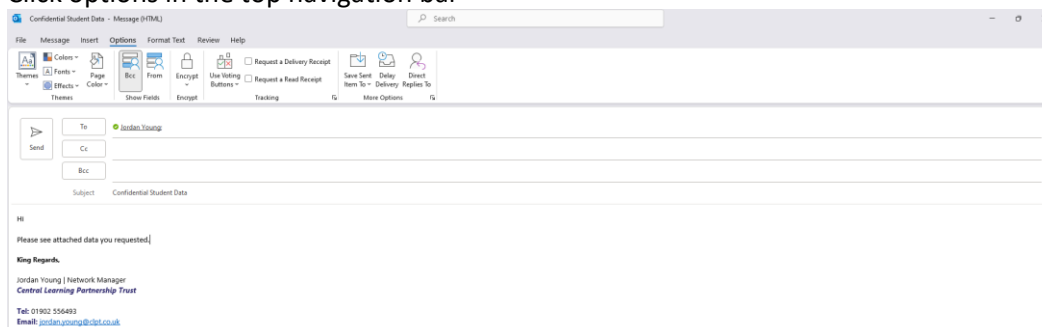 Click options in the top navigation bar
Confidential Student Data - Message (HTML)
Search
File Message Insert Options Format Text Review Help
Themes
Colors
Fonts
Effects
Page Color
Themes
Bcc
From
Show Fields
Encrypt
Encrypt
Use Voting Buttons
Request a Delivery Receipt
Request a Read Receipt
Tracking
Save Sent Item To
Delay Delivery
Direct Replies To
More Options
Send
To
Jordan Young;
Cc
Bcc
Subject
Confidential Student Data
HI
Please see attached data you requested.
King Regards,
Jordan Young | Network Manager
Central Learning Partnership Trust
Tel: 01902 556493
Email: jordan.young@clpt.co.uk